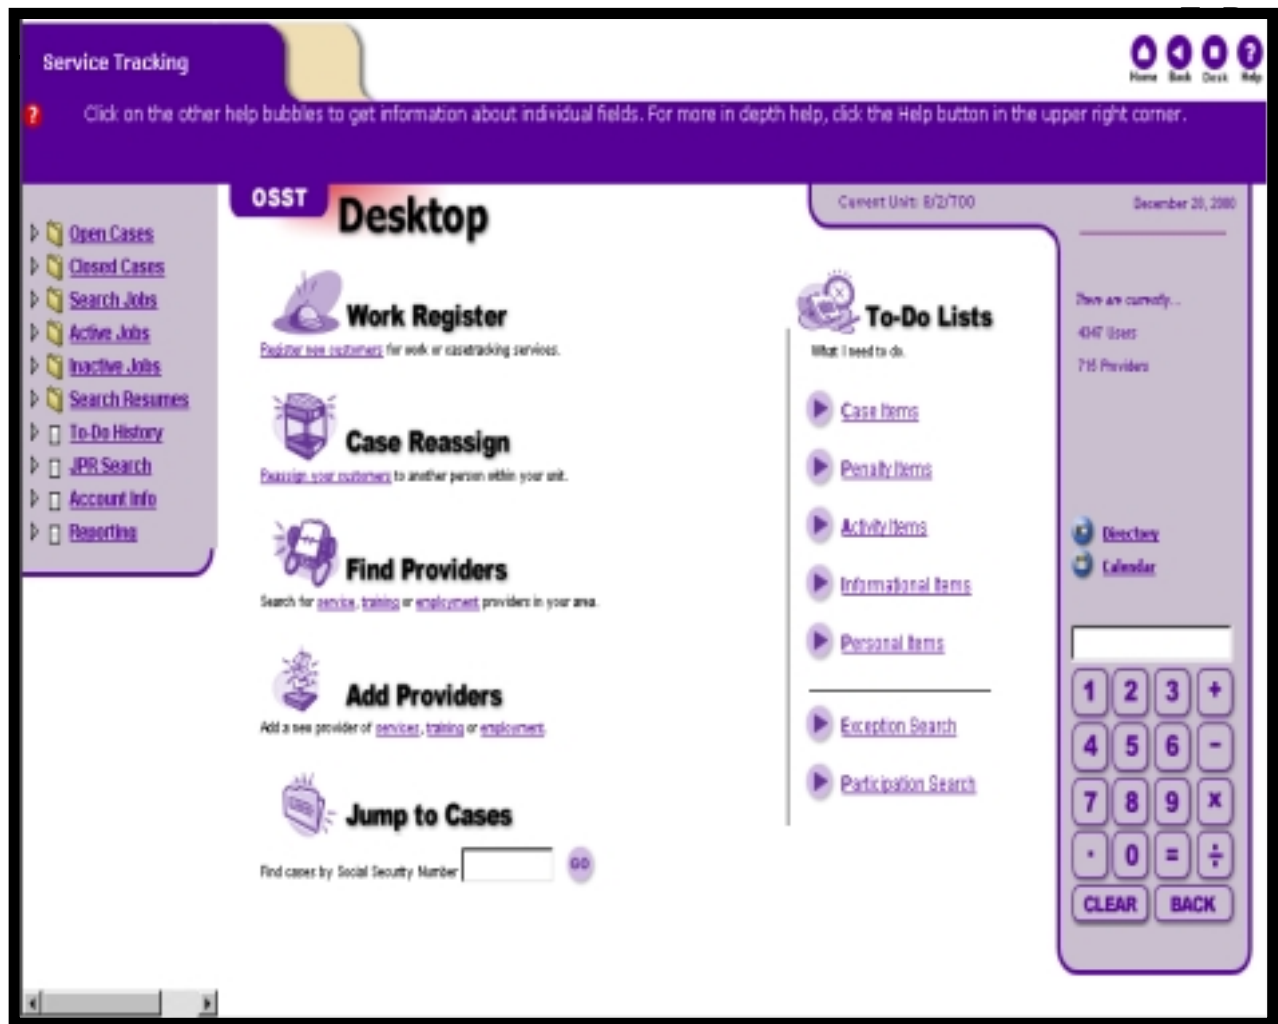 Service Tracking
Home Back Desk Help
? Click on the other help bubbles to get information about individual fields. For more in depth help, click the Help button in the upper right corner.
OSST
Desktop
Current Unit: 8/2/700
December 28, 2000
Open Cases
Closed Cases
Search Jobs
Active Jobs
Inactive Jobs
Search Resumes
To-Do History
JPR Search
Account Info
Reporting
Work Register
Register new customers for work or casetracking services.
Case Reassign
Reassign your customers to another person within your unit.
Find Providers
Search for service, training or employment providers in your area.
Add Providers
Add a new provider of services, training or employment.
Jump to Cases
Find cases by Social Security Number
GO
To-Do Lists
What I need to do.
Case Items
Penalty Items
Activity Items
Informational Items
Personal Items
Exception Search
Participation Search
There are currently...
4347 Users
715 Providers
Directory
Calendar
1 2 3 +
4 5 6 -
7 8 9 x
. 0 = ÷
CLEAR BACK